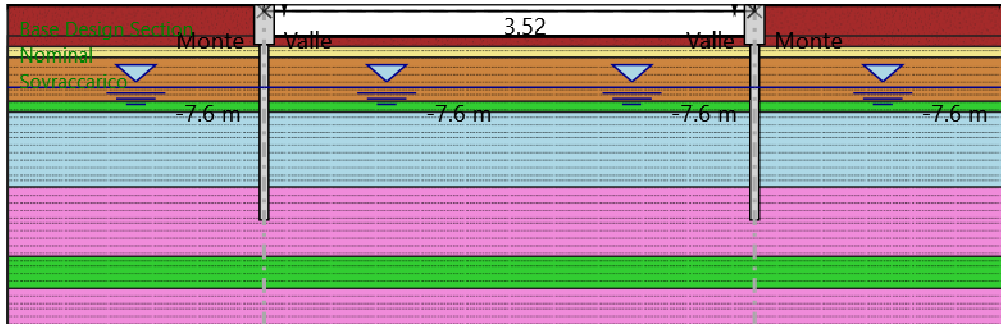 Base Design Section
3.52
Monte Valle Valle Monte
Nominal
Sovraccarico
-7.6 m -7.6 m -7.6 m -7.6 m